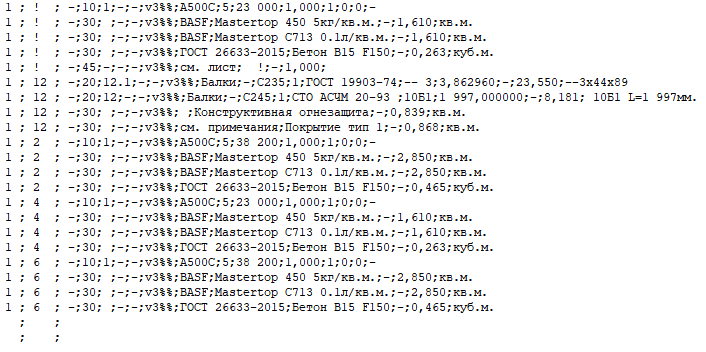 1 ; ! ; -;10;1;-;-;v3%%;А500С;5;23 000;1,000;1;0;0;-
1 ; ! ; -;30; ;-;-;v3%%;BASF;Mastertop 450 5кг/кв.м.;-;1,610;кв.м.
1 ; ! ; -;30; ;-;-;v3%%;BASF;Mastertop C713 0.1л/кв.м.;-;1,610;кв.м.
1 ; ! ; -;30; ;-;-;v3%%;ГОСТ 26633-2015;Бетон B15 F150;-;0,263;куб.м.
1 ; ! ; -;45;-;-;-;v3%%;см. лист;  !;-;1,000;
1 ; 12 ; -;20;12.1;-;-;v3%%;Балки;-;С235;1;ГОСТ 19903-74;-- 3;3,862960;-;23,550;--3x44x89
1 ; 12 ; -;20;12;-;-;v3%%;Балки;-;С245;1;СТО АСЧМ 20-93 ;10Б1;1 997,000000;-;8,181; 10Б1 L=1 997мм.
1 ; 12 ; -;30; ;-;-;v3%%; ;Конструктивная огнезащита;-;0,839;кв.м.
1 ; 12 ; -;30; ;-;-;v3%%;см. примечания;Покрытие тип 1;-;0,868;кв.м.
1 ; 2 ; -;10;1;-;-;v3%%;А500С;5;38 200;1,000;1;0;0;-
1 ; 2 ; -;30; ;-;-;v3%%;BASF;Mastertop 450 5кг/кв.м.;-;2,850;кв.м.
1 ; 2 ; -;30; ;-;-;v3%%;BASF;Mastertop C713 0.1л/кв.м.;-;2,850;кв.м.
1 ; 2 ; -;30; ;-;-;v3%%;ГОСТ 26633-2015;Бетон B15 F150;-;0,465;куб.м.
1 ; 4 ; -;10;1;-;-;v3%%;А500С;5;23 000;1,000;1;0;0;-
1 ; 4 ; -;30; ;-;-;v3%%;BASF;Mastertop 450 5кг/кв.м.;-;1,610;кв.м.
1 ; 4 ; -;30; ;-;-;v3%%;BASF;Mastertop C713 0.1л/кв.м.;-;1,610;кв.м.
1 ; 4 ; -;30; ;-;-;v3%%;ГОСТ 26633-2015;Бетон B15 F150;-;0,263;куб.м.
1 ; 6 ; -;10;1;-;-;v3%%;А500С;5;38 200;1,000;1;0;0;-
1 ; 6 ; -;30; ;-;-;v3%%;BASF;Mastertop 450 5кг/кв.м.;-;2,850;кв.м.
1 ; 6 ; -;30; ;-;-;v3%%;BASF;Mastertop C713 0.1л/кв.м.;-;2,850;кв.м.
1 ; 6 ; -;30; ;-;-;v3%%;ГОСТ 26633-2015;Бетон B15 F150;-;0,465;куб.м.
; ;
; ;